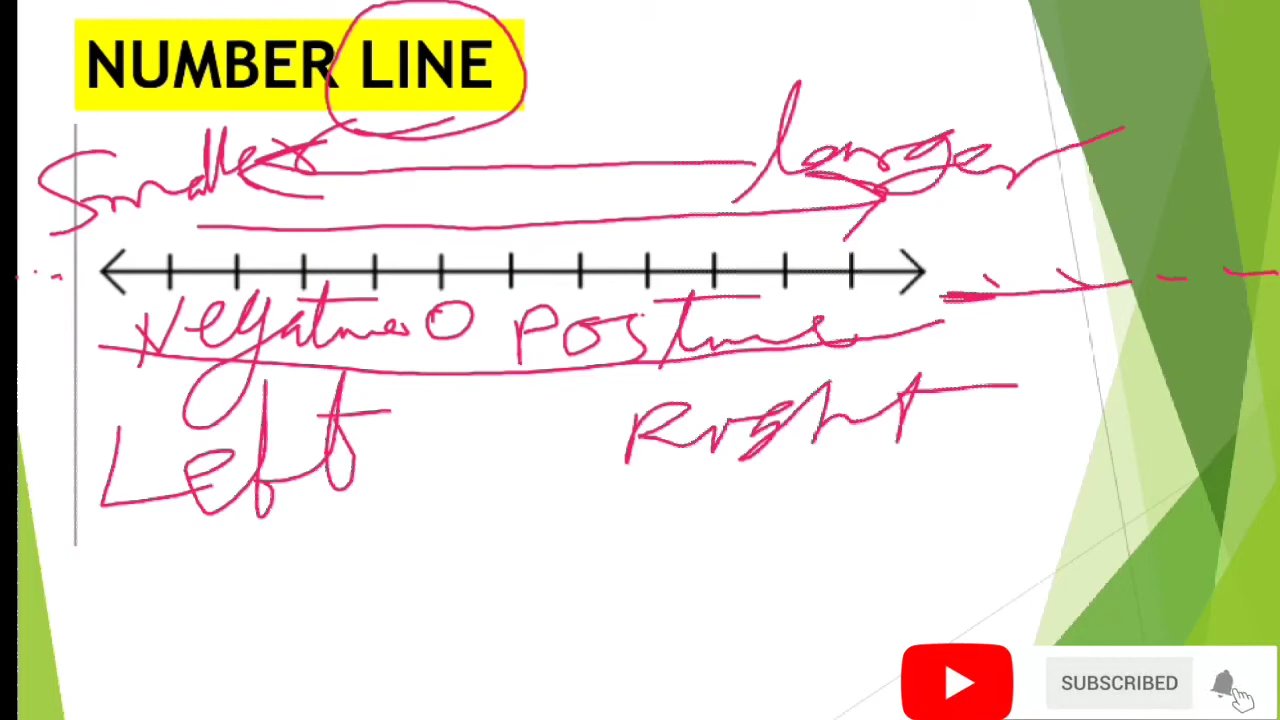 NUMBER LINE
Smaller larger
Negative 0 Positive
Left Right
SUBSCRIBED